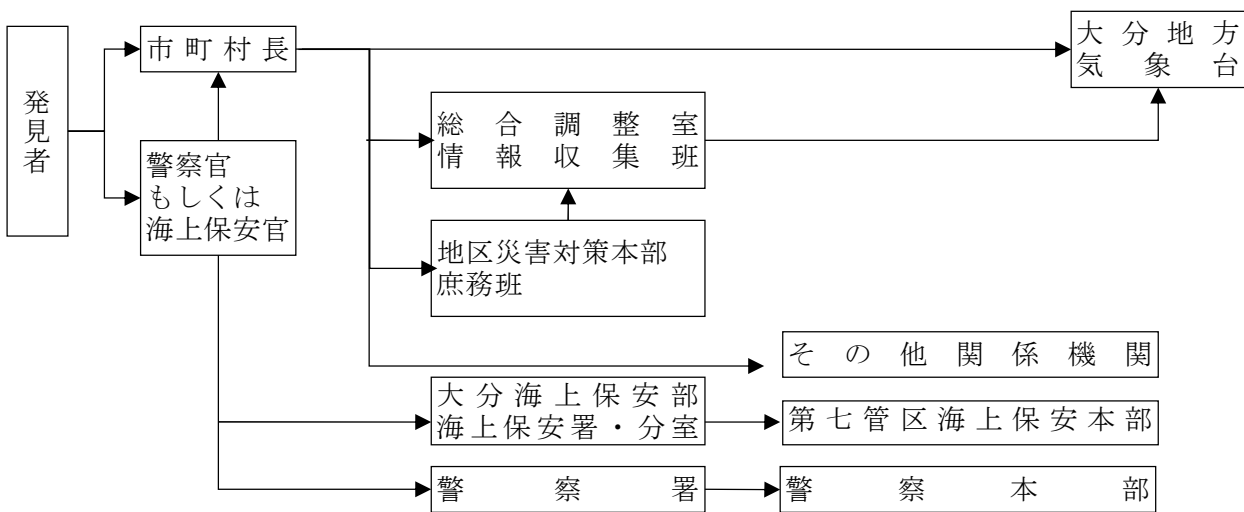 発見者
市町村長
大分地方
気象台
総合調整室
情報収集班
警察官
もしくは
海上保安官
地区災害対策本部
庶務班
その他関係機関
大分海上保安部
海上保安署・分室
第七管区海上保安本部
警察署
警察本部